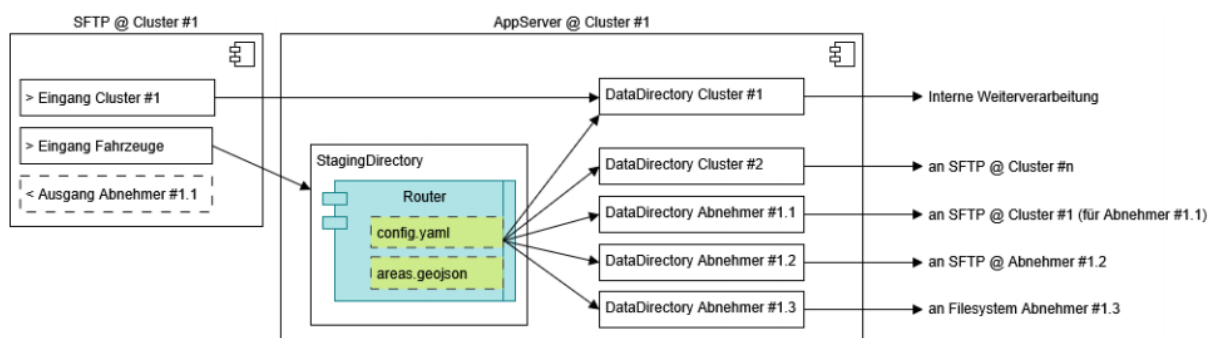 SFTP @ Cluster #1
> Eingang Cluster #1
> Eingang Fahrzeuge
< Ausgang Abnehmer #1.1
AppServer @ Cluster #1
StagingDirectory
Router
config.yaml
areas.geojson
DataDirectory Cluster #1
DataDirectory Cluster #2
DataDirectory Abnehmer #1.1
DataDirectory Abnehmer #1.2
DataDirectory Abnehmer #1.3
Interne Weiterverarbeitung
an SFTP @ Cluster #n
an SFTP @ Cluster #1 (für Abnehmer #1.1)
an SFTP @ Abnehmer #1.2
an Filesystem Abnehmer #1.3